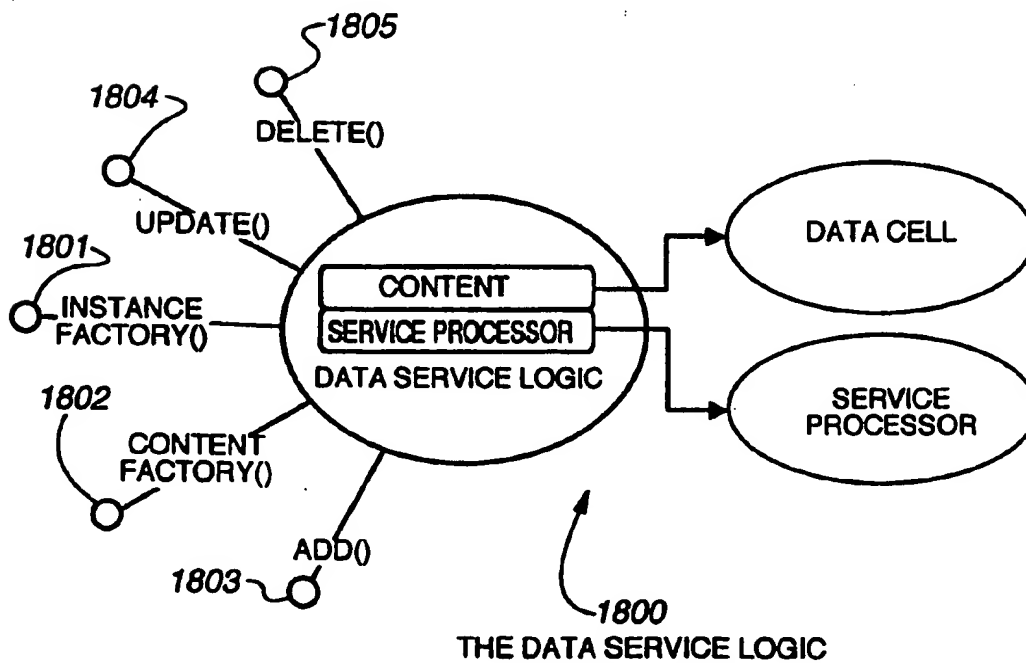 1805
1804
DELETE()
UPDATE()
1801
INSTANCE
FACTORY()
1802
CONTENT
FACTORY()
ADD()
1803
CONTENT
SERVICE PROCESSOR
DATA SERVICE LOGIC
DATA CELL
SERVICE
PROCESSOR
1800
THE DATA SERVICE LOGIC